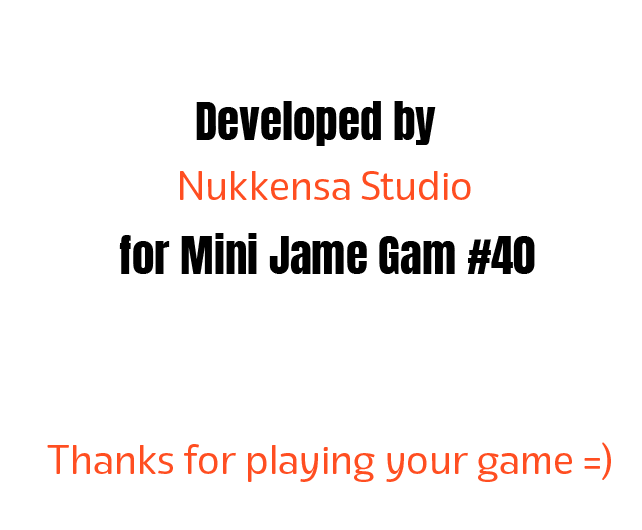 Developed by
Nukkensa Studio
for Mini Jame Gam #40
Thanks for playing your game =)